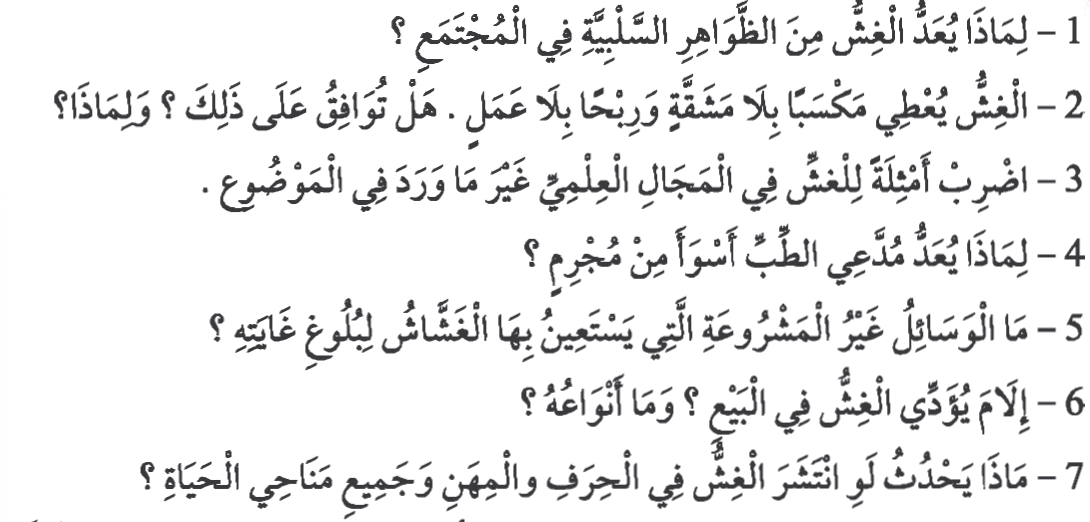 1 – لِمَاذَا يُعَدُّ الْغِشُّ مِنَ الظَّوَاهِرِ السَّلْبِيَّةِ فِي الْمُجْتَمَعِ ؟
2 – الْغِشُّ يُعْطِي مَكْسَبًا بِلَا مَشَقَّةٍ وَرِبْحًا بِلَا عَمَلٍ . هَلْ تُوَافِقُ عَلَى ذَلِكَ ؟ وَلِمَاذَا؟
3 – اضْرِبْ أَمْثِلَةً لِلْغشِّ فِي الْمَجَالِ الْعِلْمِيِّ غَيْرَ مَا وَرَدَ فِي الْمَوْضُوعِ .
4 – لِمَاذَا يُعَدُّ مُدَّعِي الطِّبِّ أَسْوَأَ مِنْ مُجْرِمٍ ؟
5 – مَا الْوَسَائِلُ غَيْرُ الْمَشْرُوعَةِ الَّتِي يَسْتَعِينُ بِهَا الْغَشَّاشُ لِبُلُوغِ غَايَتِهِ ؟
6 – إِلَامَ يُؤَدِّي الْغِشُّ فِي الْبَيْعِ ؟ وَمَا أَنْوَاعُهُ ؟
7 – مَاذَا يَحْدُثُ لَوِ انْتَشَرَ الْغِشُّ فِي الْحِرَفِ والْمِهَنِ وَجَمِيعِ مَنَاحِي الْحَيَاةِ ؟